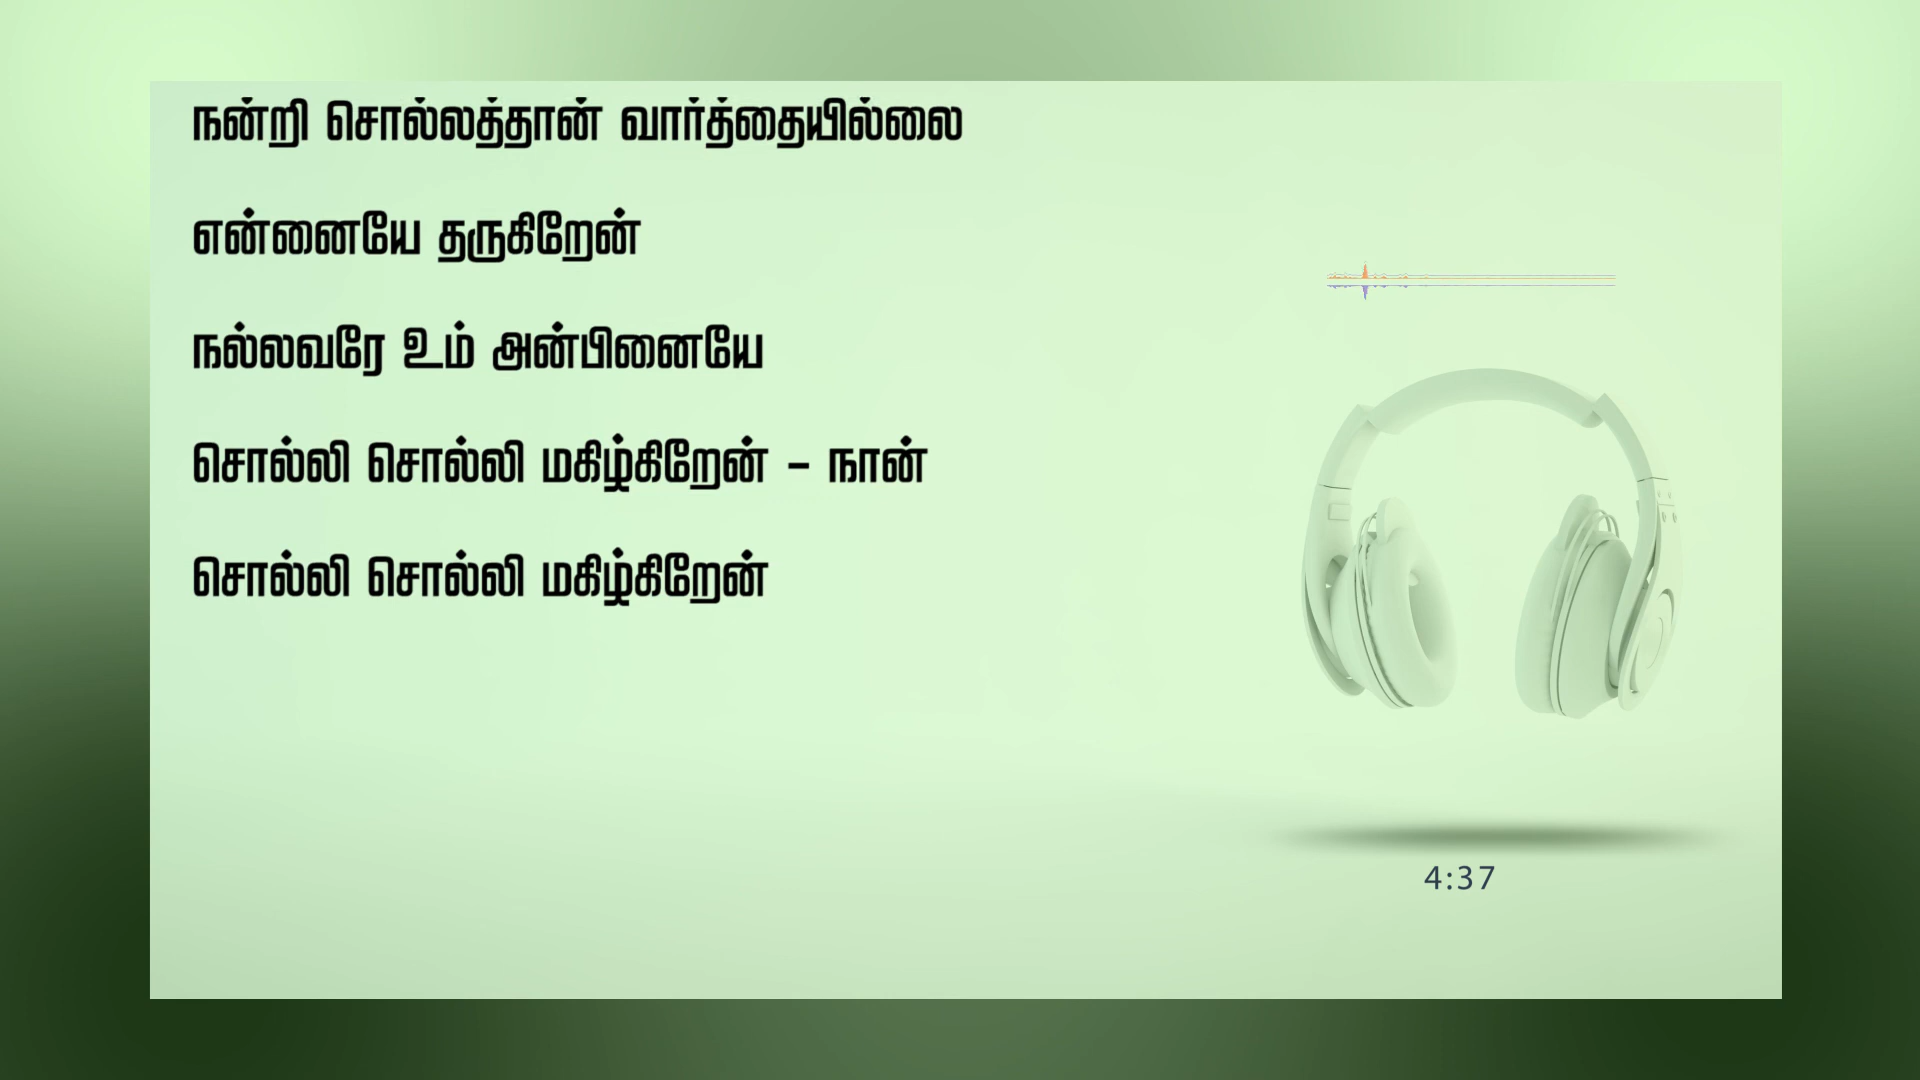 நன்றி சொல்லத்தான் வார்த்தையில்லை
என்னையே தருகிறேன்
நல்லவரே உம் அன்பினையே
சொல்லி சொல்லி மகிழ்கிறேன் - நான்
சொல்லி சொல்லி மகிழ்கிறேன்
4:37